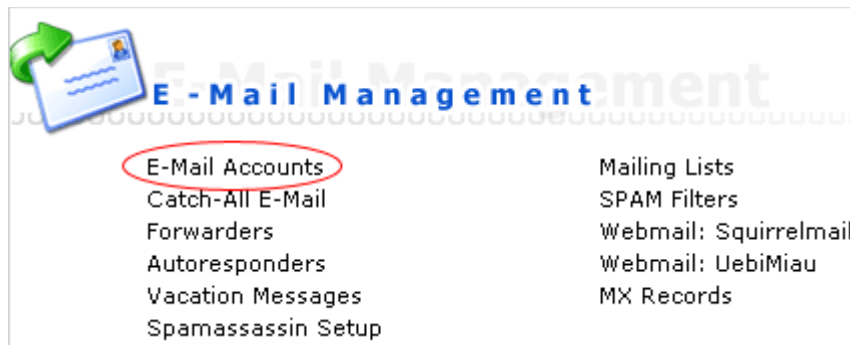 E-Mail Management
E-Mail Accounts
Catch-All E-Mail
Forwarders
Autoresponders
Vacation Messages
Spamassassin Setup
Mailing Lists
SPAM Filters
Webmail: Squirrelmail
Webmail: UebiMiau
MX Records